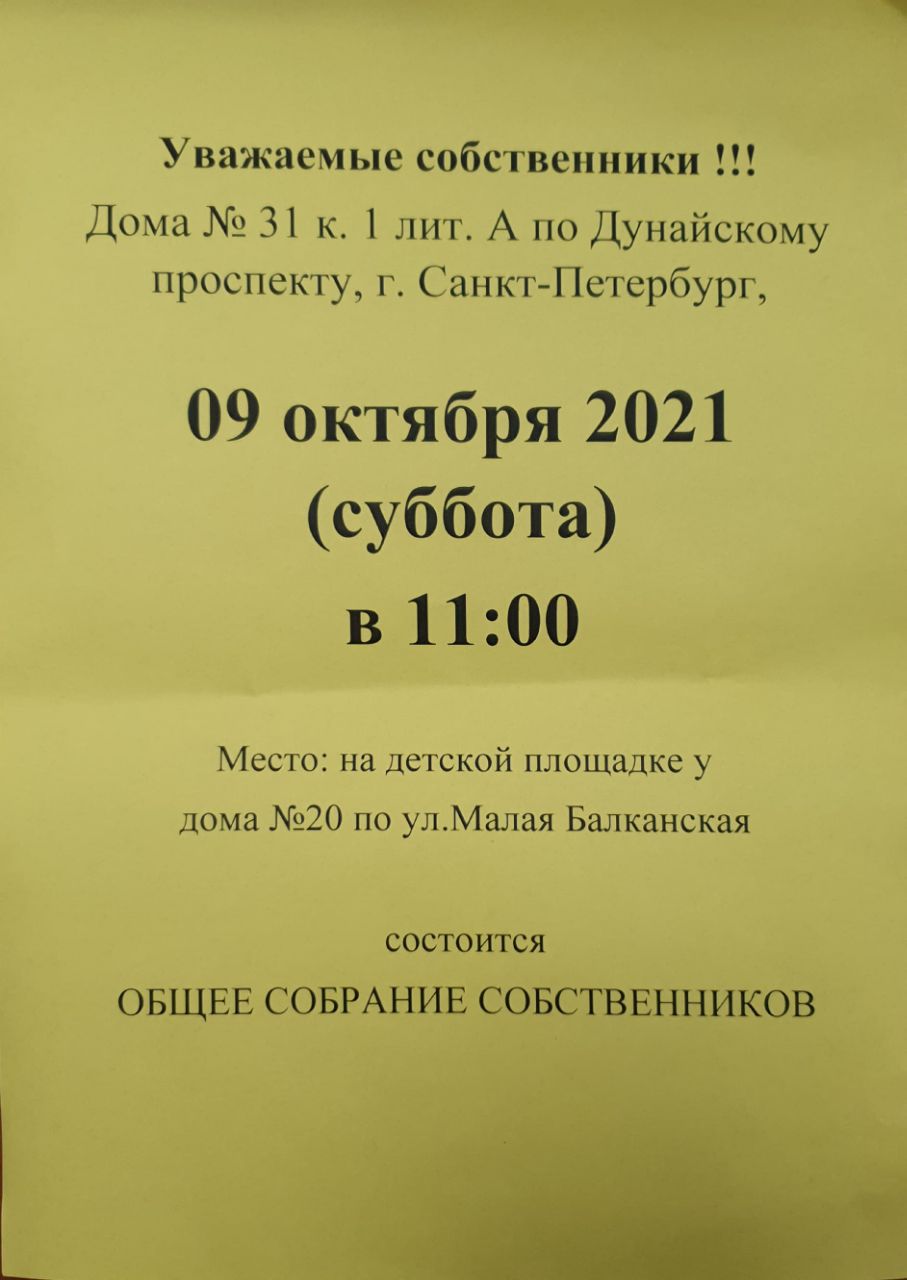 Уважаемые собственники !!!
Дома № 31 к. 1 лит. А по Дунайскому
проспекту, г. Санкт-Петербург,
09 октября 2021
(суббота)
в 11:00
Место: на детской площадке у
дома №20 по ул.Малая Балканская
состоится
ОБЩЕЕ СОБРАНИЕ СОБСТВЕННИКОВ